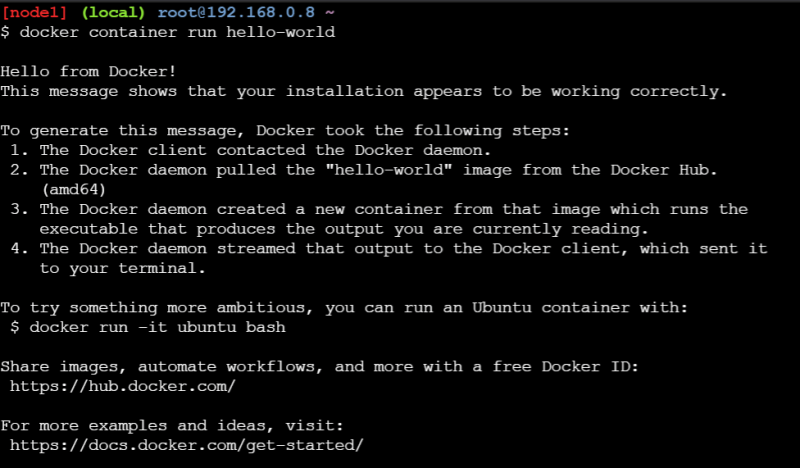 [node1] (local) root@192.168.0.8 ~
$ docker container run hello-world
Hello from Docker!
This message shows that your installation appears to be working correctly.
To generate this message, Docker took the following steps:
1. The Docker client contacted the Docker daemon.
2. The Docker daemon pulled the "hello-world" image from the Docker Hub.
(amd64)
3. The Docker daemon created a new container from that image which runs the
executable that produces the output you are currently reading.
4. The Docker daemon streamed that output to the Docker client, which sent it
to your terminal.
To try something more ambitious, you can run an Ubuntu container with:
$ docker run -it ubuntu bash
Share images, automate workflows, and more with a free Docker ID:
https://hub.docker.com/
For more examples and ideas, visit:
https://docs.docker.com/get-started/